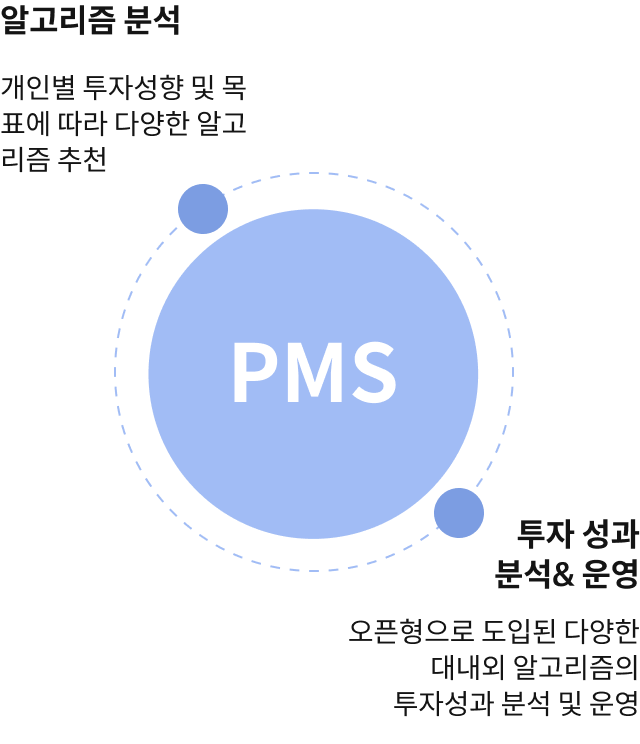 알고리즘 분석
개인별 투자성향 및 목
표에 따라 다양한 알고
리즘 추천
PMS
투자 성과
분석& 운영
오픈형으로 도입된 다양한
대내외 알고리즘의
투자성과 분석 및 운영